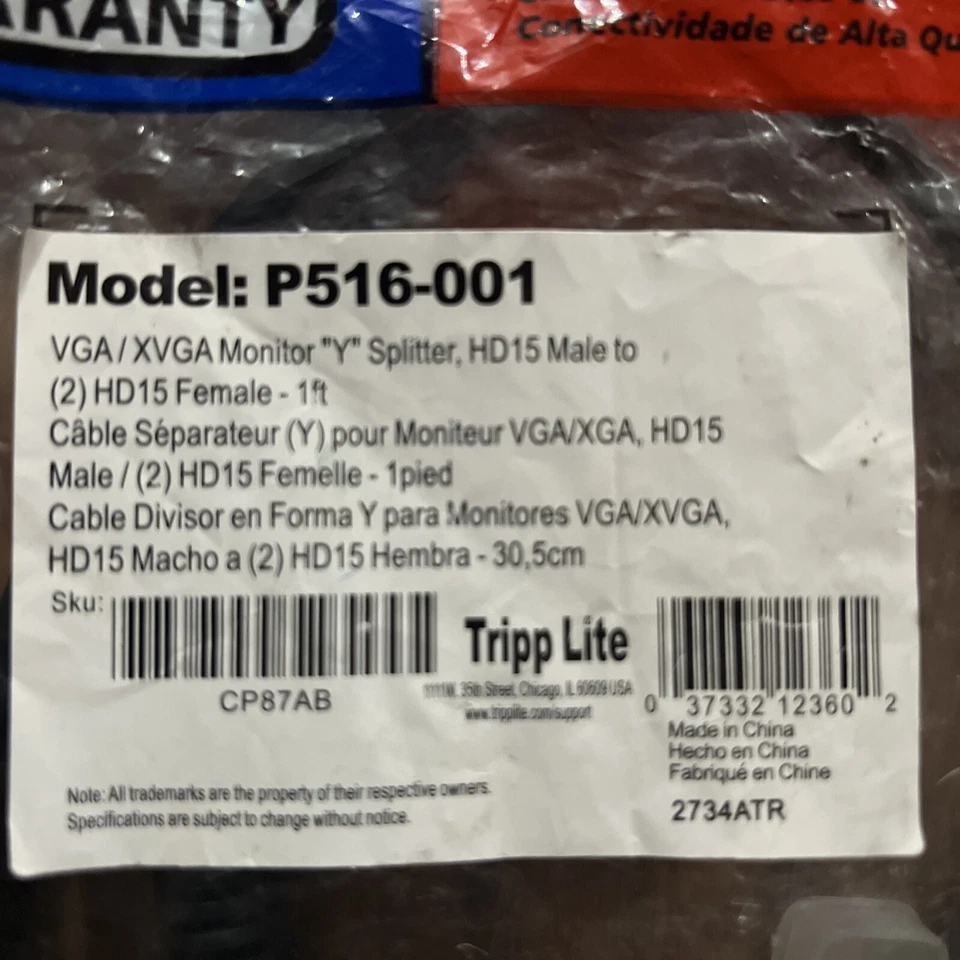 RANTY
Conectividade de Alta Qu
Model: P516-001
VGA / XVGA Monitor "Y" Splitter, HD15 Male to
(2) HD15 Female - 1ft
Câble Séparateur (Y) pour Moniteur VGA/XGA, HD15
Male / (2) HD15 Femelle - 1pied
Cable Divisor en Forma Y para Monitores VGA/XVGA,
HD15 Macho a (2) HD15 Hembra - 30,5cm
Sku:
CP87AB
Tripp Lite
1111 W. 35th Street, Chicago, IL 60609 USA
www.tripplite.com/support
0 37332 12360 2
Made in China
Hecho en China
Fabriqué en Chine
2734ATR
Note: All trademarks are the property of their respective owners.
Specifications are subject to change without notice.